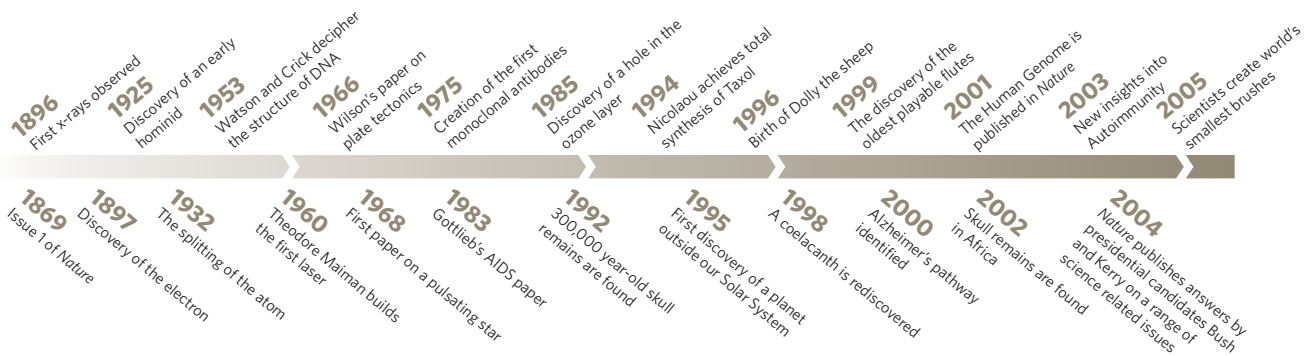 1896
First x-rays observed
1925
Discovery of an early
hominid
1953
Watson and Crick decipher
the structure of DNA
1966
Wilson's paper on
plate tectonics
1975
Creation of the first
monoclonal antibodies
1985
Discovery of a hole in the
ozone layer
1994
Nicolaou achieves total
synthesis of Taxol
1996
Birth of Dolly the sheep
1999
The discovery of the
oldest playable flutes
2001
The Human Genome is
published in Nature
2003
New insights into
Autoimmunity
2005
Scientists create world's
smallest brushes
1869
Issue 1 of Nature
1897
Discovery of the electron
1932
The splitting of the atom
1960
Theodore Maiman builds
the first laser
1968
First paper on a pulsating star
1983
Gottlieb's AIDS paper
1992
300,000 year-old skull
remains are found
1995
First discovery of a planet
outside our Solar System
1998
A coelacanth is rediscovered
2000
Alzheimer's pathway
identified
2002
Skull remains are found
in Africa
2004
Nature publishes answers by
presidential candidates Bush
and Kerry on a range of
science related issues